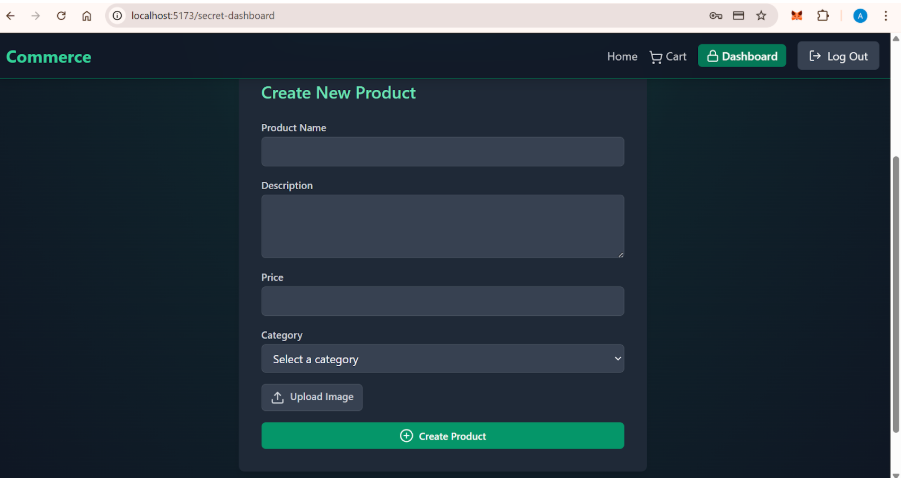 localhost:5173/secret-dashboard
A
Commerce
Home
Cart
Dashboard
Log Out
Create New Product
Product Name
Description
Price
Category
Select a category
Upload Image
Create Product